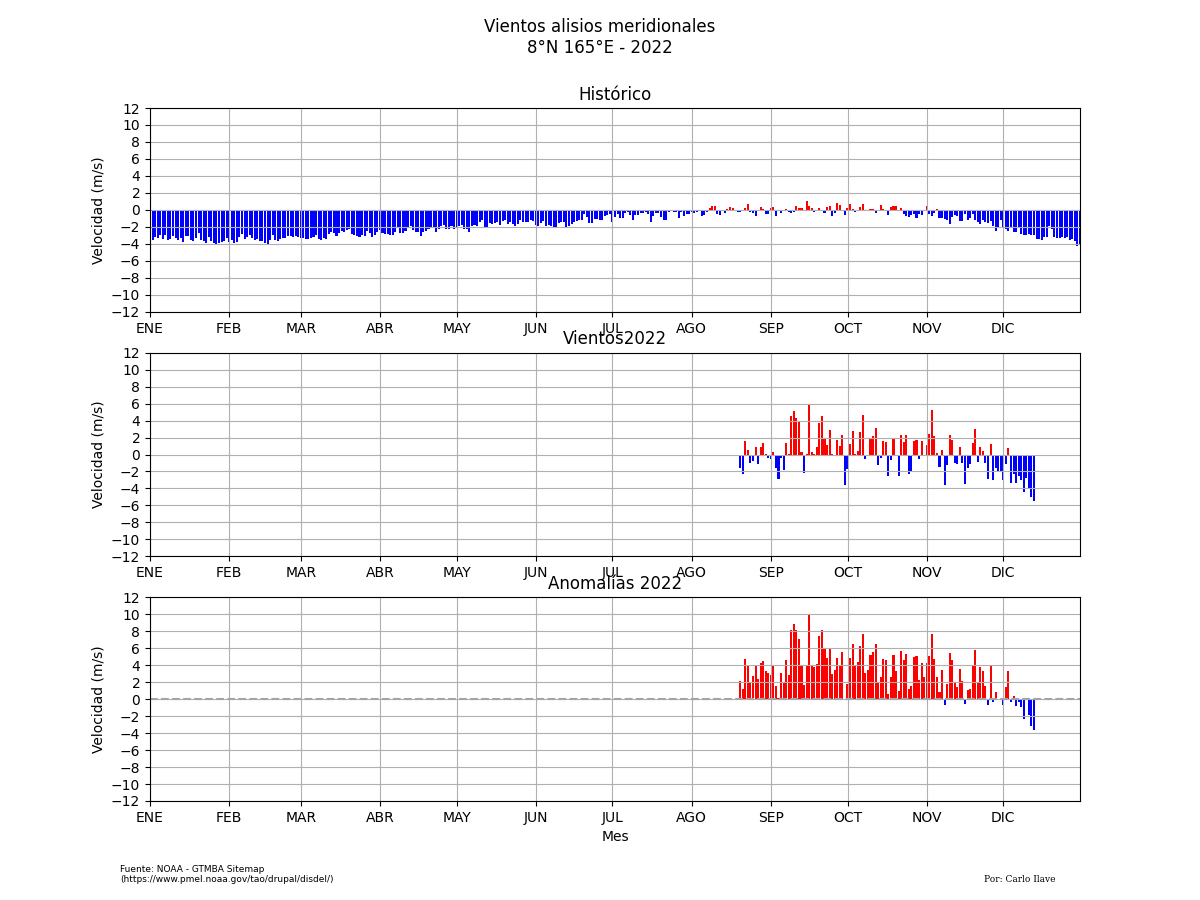 Vientos alisios meridionales
8°N 165°E - 2022
Histórico
Velocidad (m/s)
12
10
8
6
4
2
0
−2
−4
−6
−8
−10
−12
ENE FEB MAR ABR MAY JUN JUL AGO SEP OCT NOV DIC
Vientos2022
Velocidad (m/s)
12
10
8
6
4
2
0
−2
−4
−6
−8
−10
−12
ENE FEB MAR ABR MAY JUN JUL AGO SEP OCT NOV DIC
Anomalías 2022
Velocidad (m/s)
12
10
8
6
4
2
0
−2
−4
−6
−8
−10
−12
ENE FEB MAR ABR MAY JUN JUL AGO SEP OCT NOV DIC
Mes
Fuente: NOAA - GTMBA Sitemap
(https://www.pmel.noaa.gov/tao/drupal/disdel/)
Por: Carlo Ilave